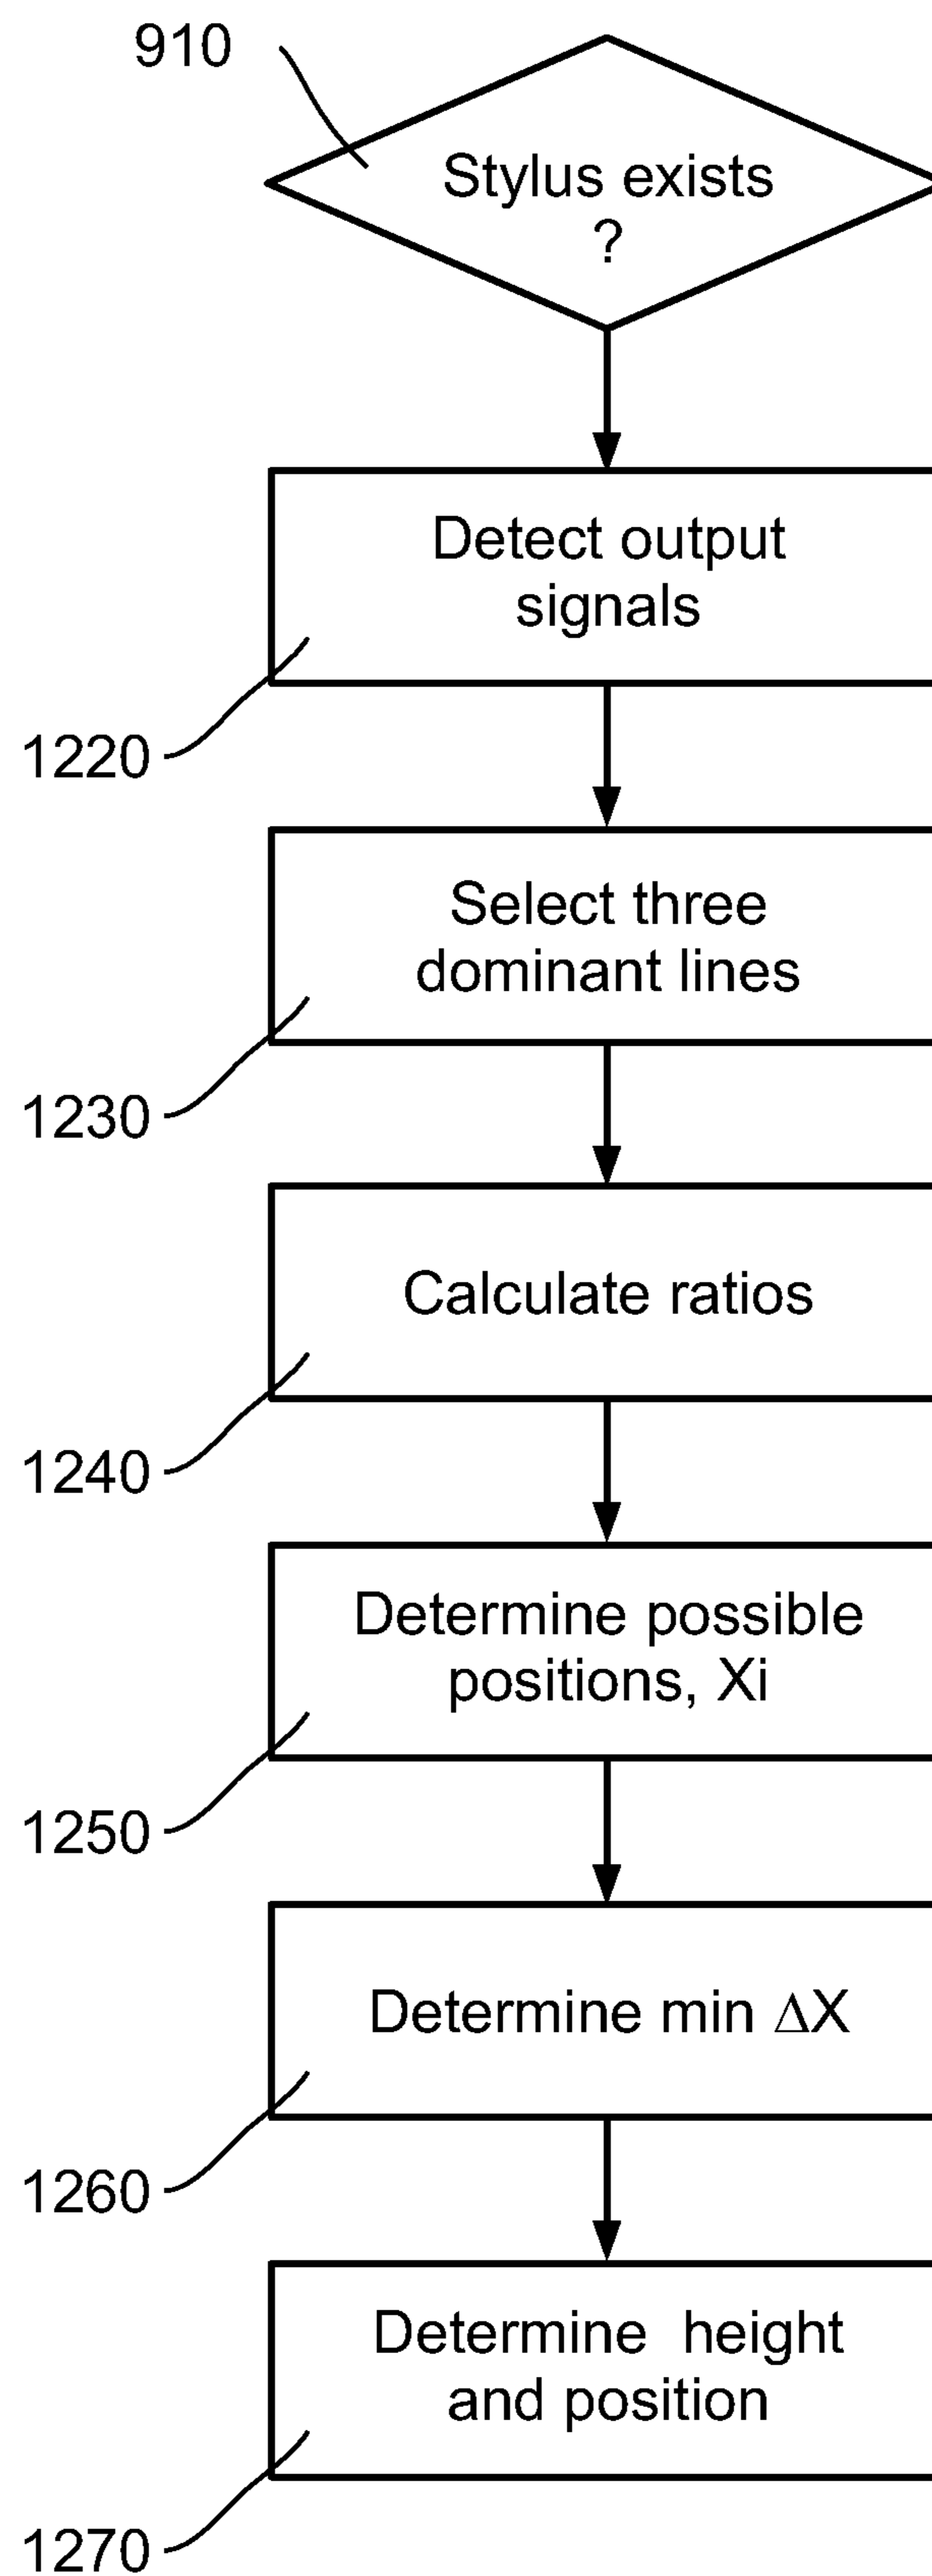 910
Stylus exists
?
Detect output
signals
1220
Select three
dominant lines
1230
Calculate ratios
1240
Determine possible
positions, Xi
1250
Determine min ΔX
1260
Determine height
and position
1270